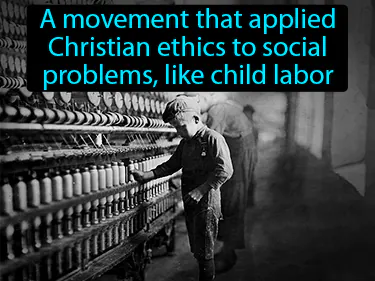 A movement that applied
Christian ethics to social
problems, like child labor